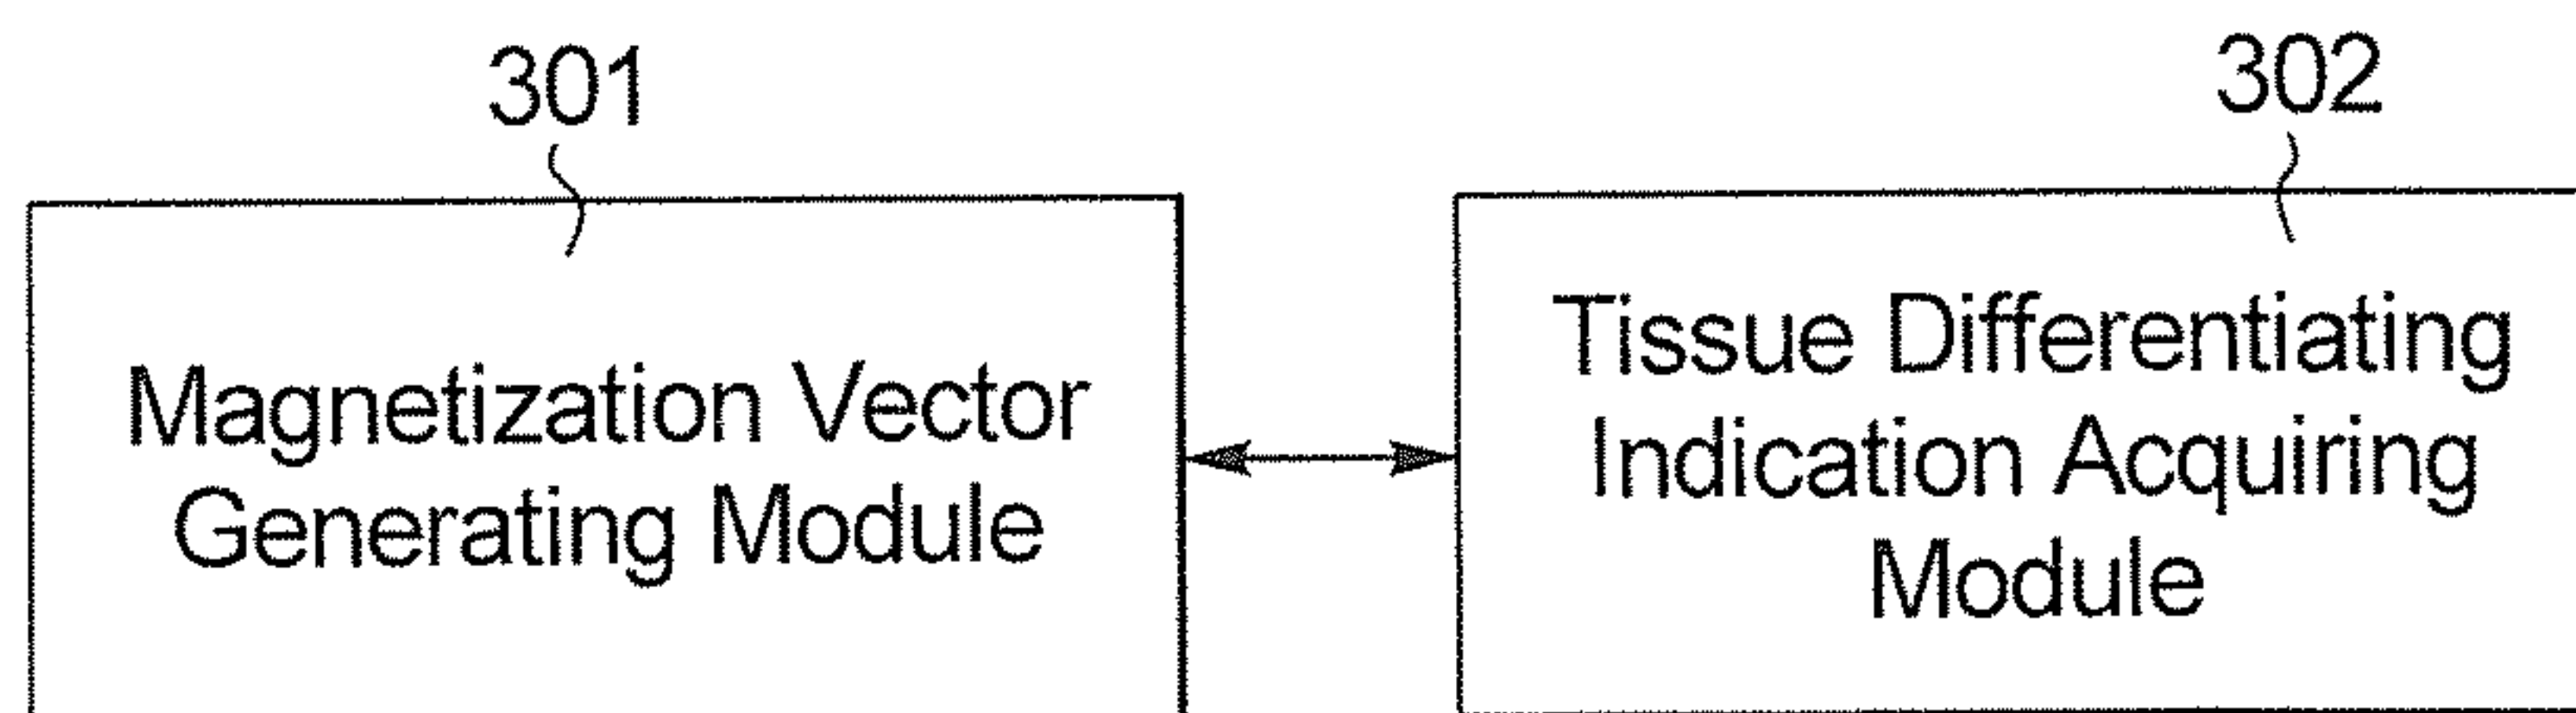 301
302
Magnetization Vector
Generating Module
Tissue Differentiating
Indication Acquiring
Module